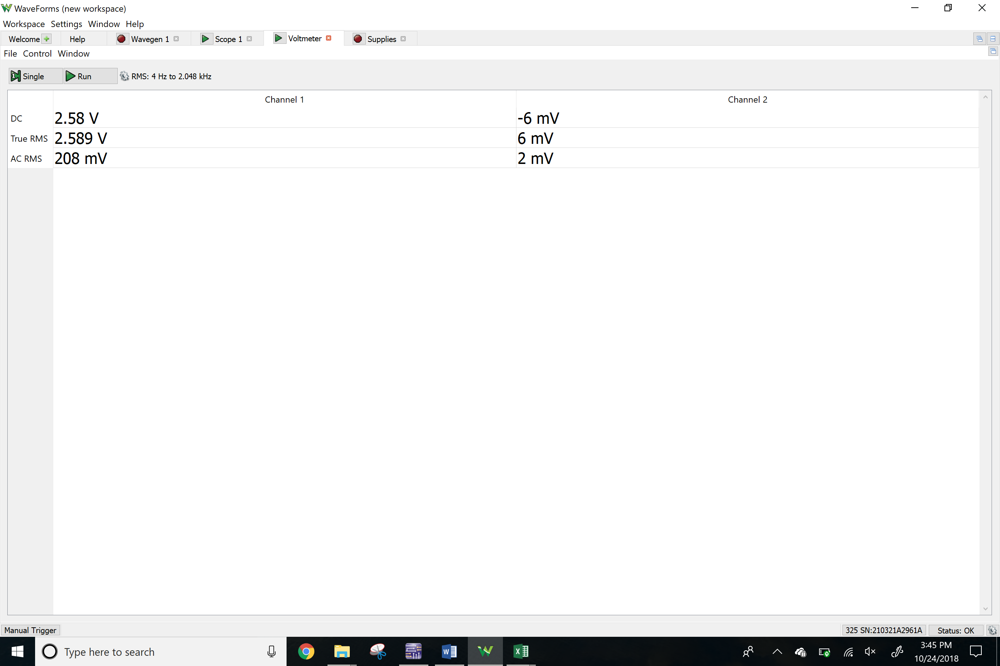 WaveForms (new workspace)
Workspace Settings Window Help
Welcome Help Wavegen 1 Scope 1 Voltmeter Supplies
File Control Window
Single Run RMS: 4 Hz to 2.048 kHz
Channel 1 Channel 2
DC 2.58 V -6 mV
True RMS 2.589 V 6 mV
AC RMS 208 mV 2 mV
Manual Trigger 325 SN:210321A2961A Status: OK
Type here to search
3:45 PM
10/24/2018